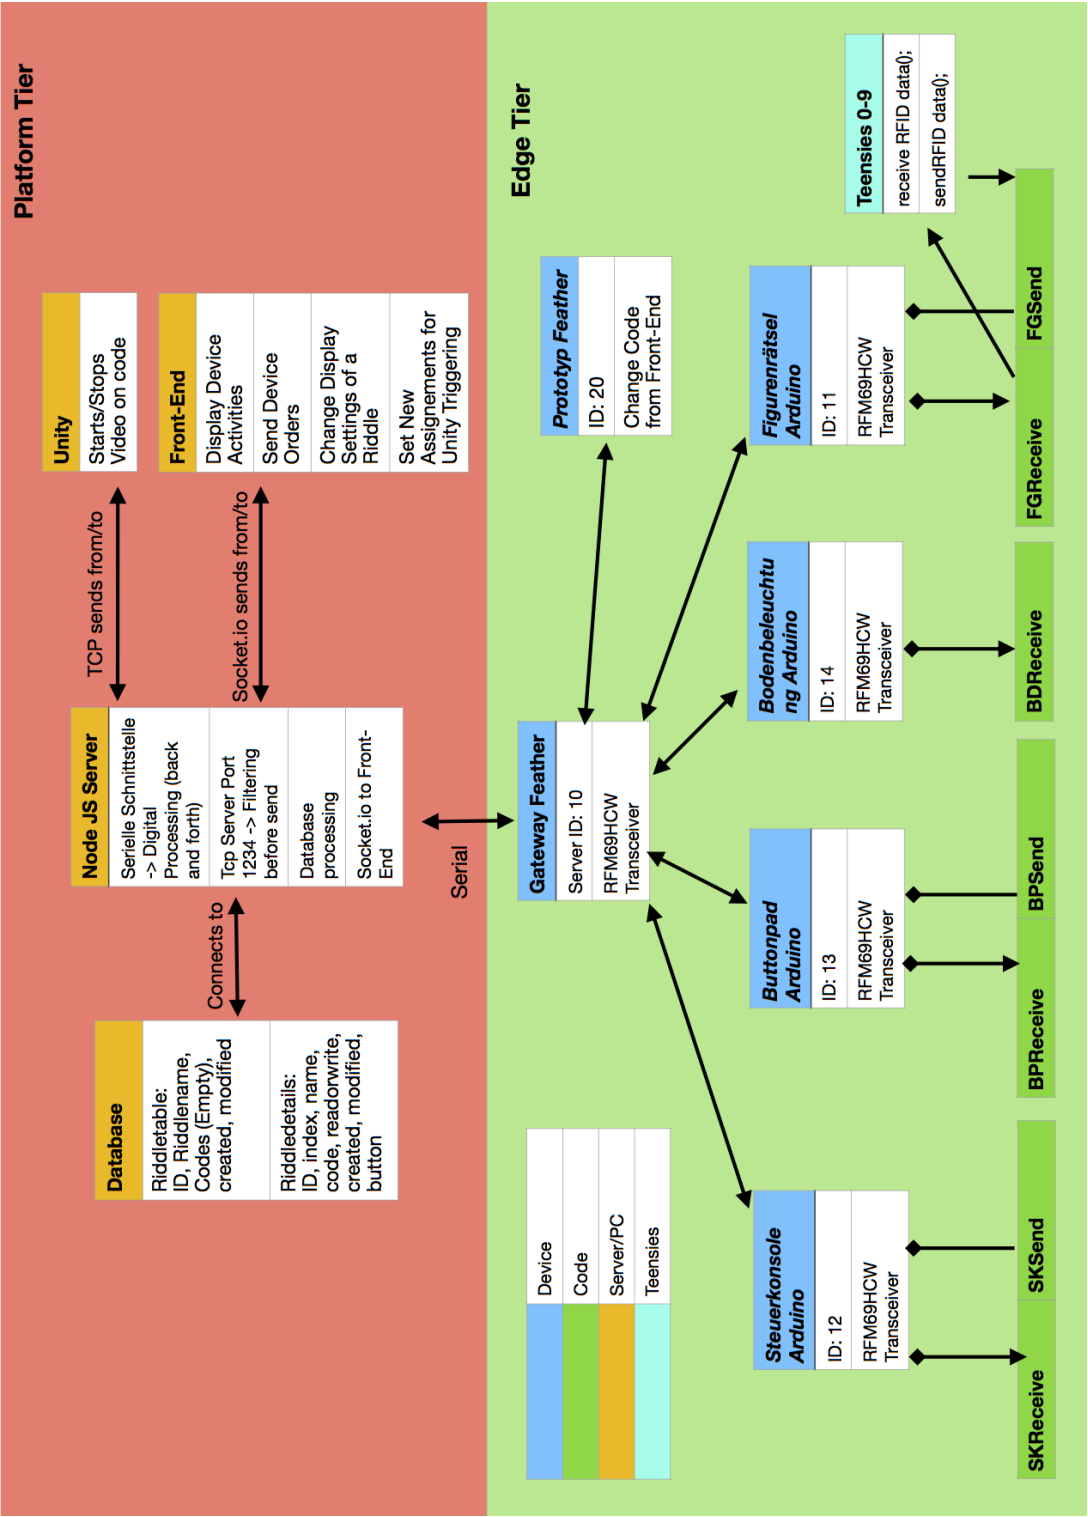 Platform Tier
Database
Riddletable:
ID, Riddlename,
Codes (Empty),
created, modified
Riddledetails:
ID, index, name,
code, readorwrite,
created, modified,
button
Connects to
Node JS Server
Serielle Schnittstelle
-> Digital
Processing (back
and forth)
Tcp Server Port
1234 -> Filtering
before send
Database
processing
Socket.io to Front-
End
TCP sends from/to
Socket.io sends from/to
Unity
Starts/Stops
Video on code
Front-End
Display Device
Activities
Send Device
Orders
Change Display
Settings of a
Riddle
Set New
Assignements for
Unity Triggering
Serial
Edge Tier
Device
Code
Server/PC
Teensies
Gateway Feather
Server ID: 10
RFM69HCW
Transceiver
Prototyp Feather
ID: 20
Change Code
from Front-End
Steuerkonsole
Arduino
ID: 12
RFM69HCW
Transceiver
Buttonpad
Arduino
ID: 13
RFM69HCW
Transceiver
Bodenbeleuchtu
ng Arduino
ID: 14
RFM69HCW
Transceiver
Figurenrätsel
Arduino
ID: 11
RFM69HCW
Transceiver
Teensies 0-9
receive RFID data();
sendRFID data();
SKReceive
SKSend
BPReceive
BPSend
BDReceive
FGReceive
FGSend